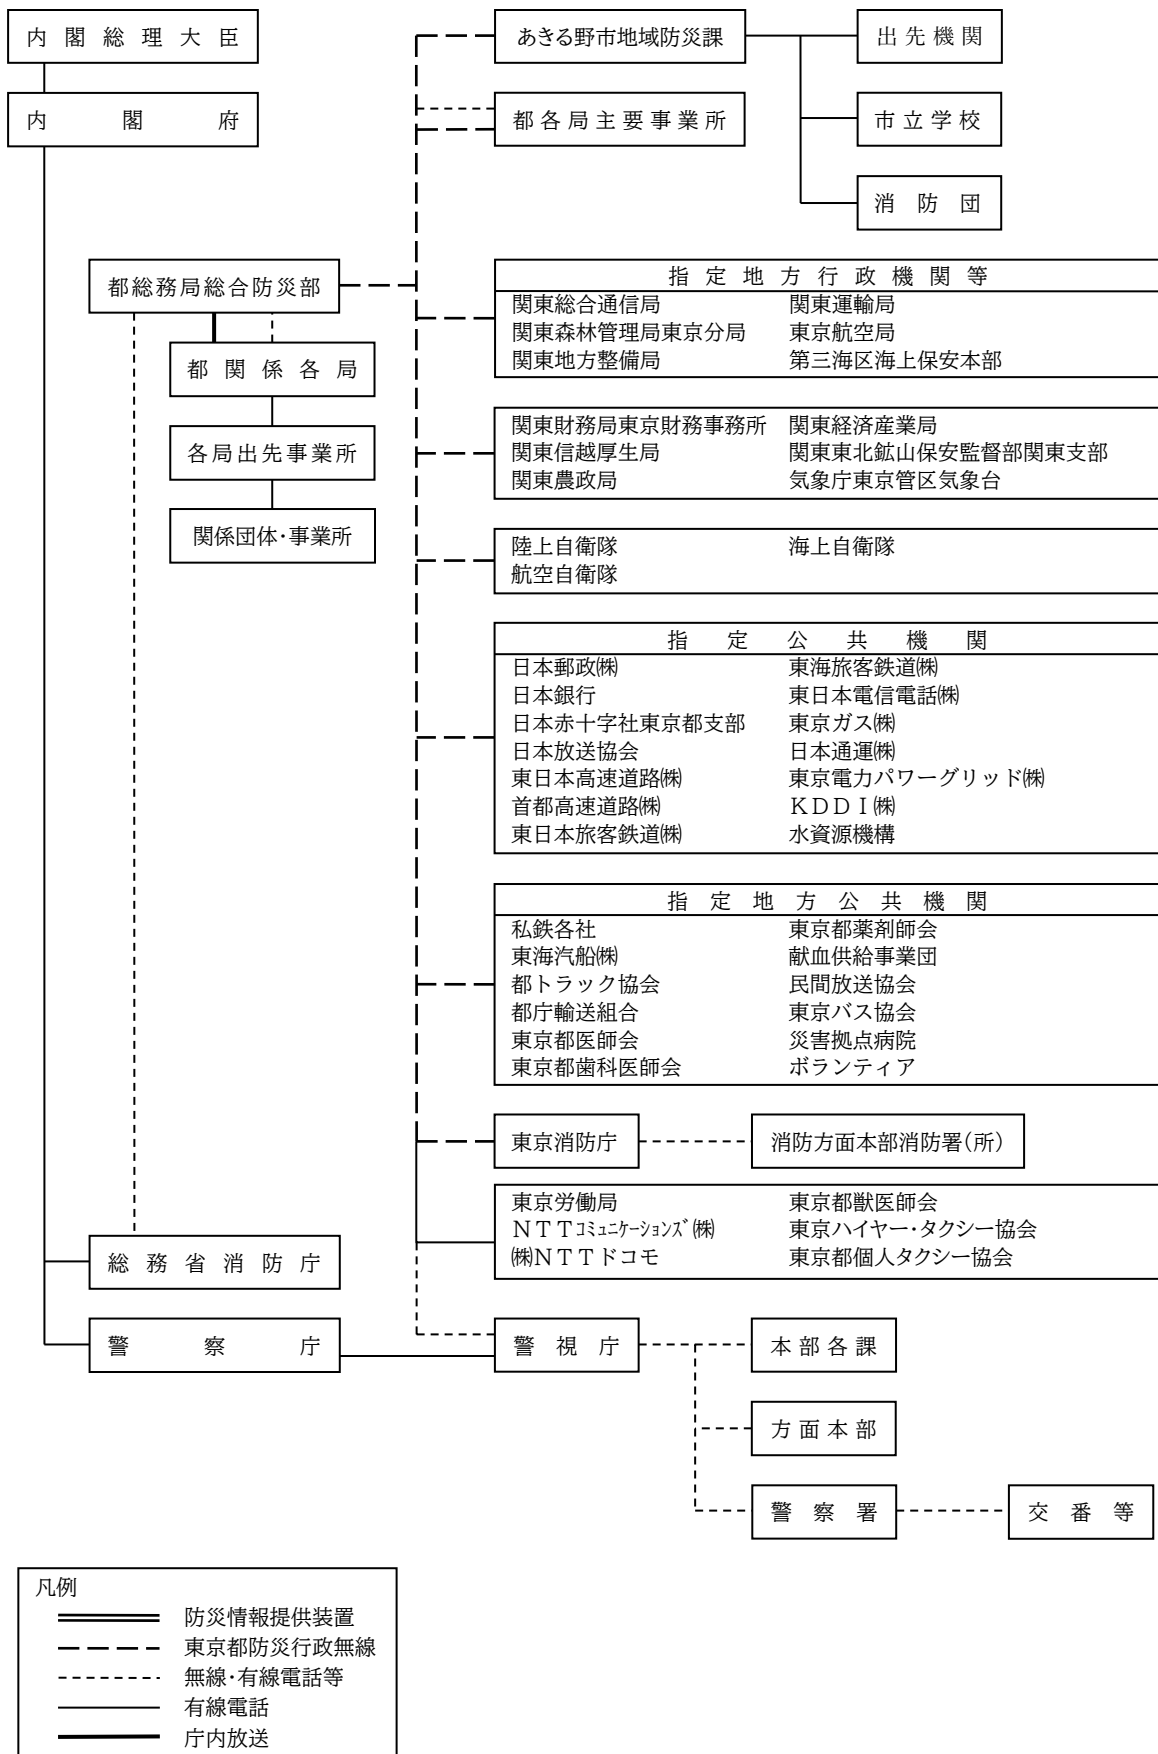 内閣総理大臣
内閣府
あきる野市地域防災課
出先機関
都各局主要事業所
市立学校
消防団
都総務局総合防災部
都関係各局
各局出先事業所
関係団体・事業所
指定地方行政機関等
関東総合通信局 関東運輸局
関東森林管理局東京分局 東京航空局
関東地方整備局 第三海区海上保安本部
関東財務局東京財務事務所 関東経済産業局
関東信越厚生局 関東東北鉱山保安監督部関東支部
関東農政局 気象庁東京管区気象台
陸上自衛隊 海上自衛隊
航空自衛隊
指定公共機関
日本郵政㈱ 東海旅客鉄道㈱
日本銀行 東日本電信電話㈱
日本赤十字社東京都支部 東京ガス㈱
日本放送協会 日本通運㈱
東日本高速道路㈱ 東京電力パワーグリッド㈱
首都高速道路㈱ ＫＤＤＩ㈱
東日本旅客鉄道㈱ 水資源機構
指定地方公共機関
私鉄各社 東京都薬剤師会
東海汽船㈱ 献血供給事業団
都トラック協会 民間放送協会
都庁輸送組合 東京バス協会
東京都医師会 災害拠点病院
東京都歯科医師会 ボランティア
東京消防庁
消防方面本部消防署（所）
東京労働局 東京都獣医師会
ＮＴＴｺﾐｭﾆｹｰｼｮﾝｽﾞ㈱ 東京ハイヤー・タクシー協会
㈱ＮＴＴドコモ 東京都個人タクシー協会
総務省消防庁
警察庁
警視庁
本部各課
方面本部
警察署
交番等
凡例
防災情報提供装置
東京都防災行政無線
無線・有線電話等
有線電話
庁内放送